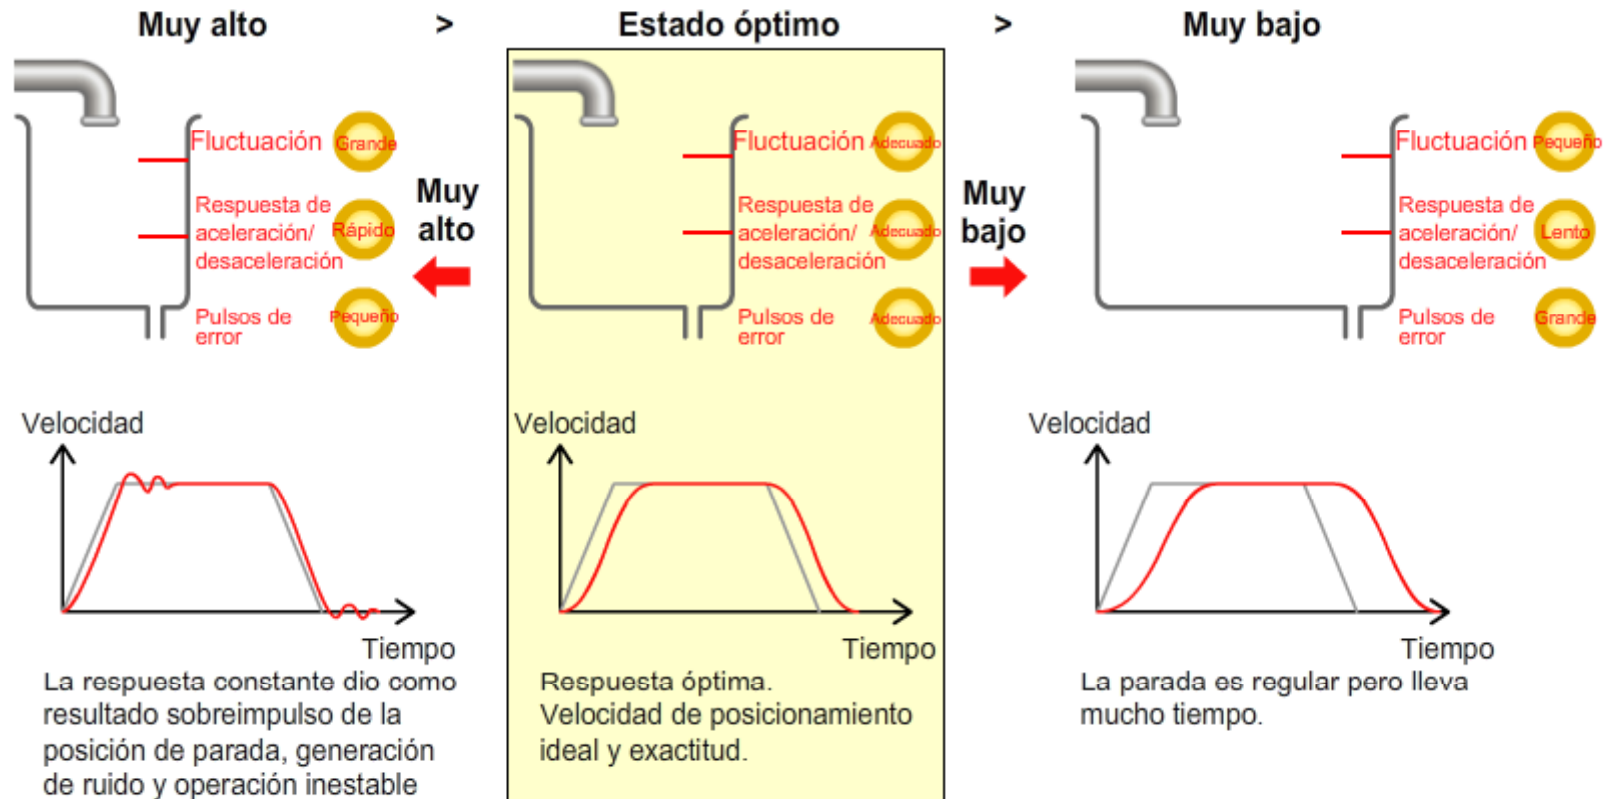 Muy alto > Estado óptimo > Muy bajo
Fluctuación Grande
Respuesta de
aceleración/ Rápido
desaceleración
Pulsos de Pequeño
error
Muy
alto
Fluctuación Adecuado
Respuesta de
aceleración/ Adecuado
desaceleración
Pulsos de Adecuado
error
Muy
bajo
Fluctuación Pequeño
Respuesta de
aceleración/ Lento
desaceleración
Pulsos de Grande
error
Velocidad
Tiempo
La respuesta constante dio como
resultado sobreimpulso de la
posición de parada, generación
de ruido y operación inestable
Velocidad
Tiempo
Respuesta óptima.
Velocidad de posicionamiento
ideal y exactitud.
Velocidad
Tiempo
La parada es regular pero lleva
mucho tiempo.